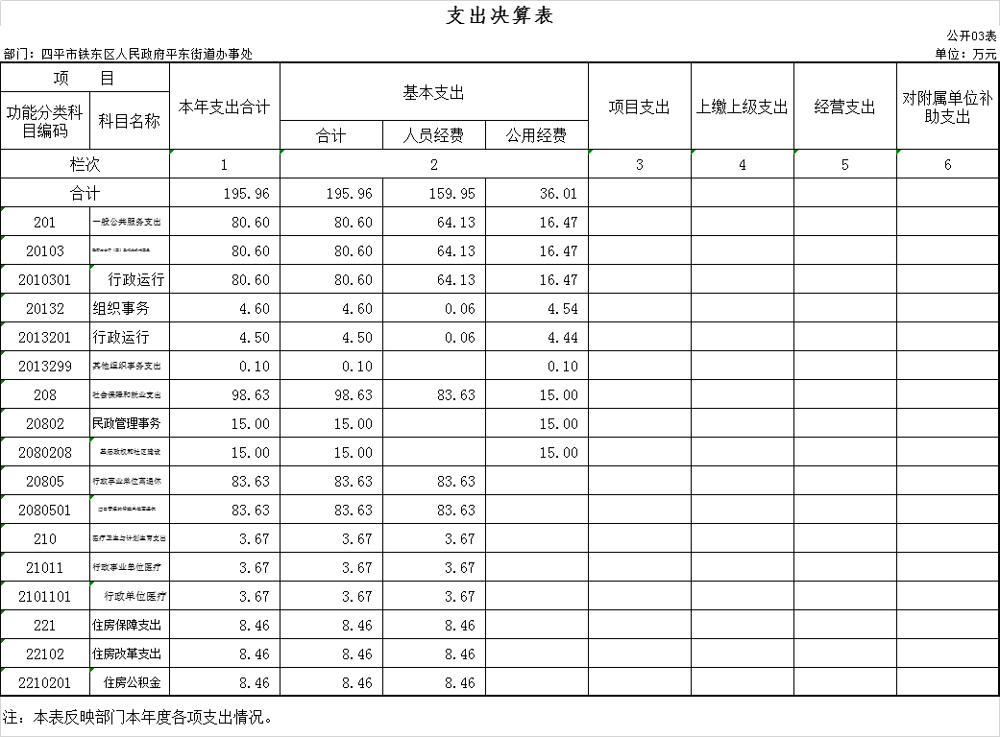 支出决算表
公开03表
部门：四平市铁东区人民政府平东街道办事处 单位：万元
项 目 本年支出合计 基本支出 项目支出 上缴上级支出 经营支出 对附属单位补助支出
功能分类科目编码 科目名称 合计 人员经费 公用经费
栏次 1 2 3 4 5 6
合计 195.96 195.96 159.95 36.01
201 一般公共服务支出 80.60 80.60 64.13 16.47
20103 80.60 80.60 64.13 16.47
2010301 行政运行 80.60 80.60 64.13 16.47
20132 组织事务 4.60 4.60 0.06 4.54
2013201 行政运行 4.50 4.50 0.06 4.44
2013299 其他组织事务支出 0.10 0.10 0.10
208 社会保障和就业支出 98.63 98.63 83.63 15.00
20802 民政管理事务 15.00 15.00 15.00
2080208 基层政权和社区建设 15.00 15.00 15.00
20805 行政事业单位离退休 83.63 83.63 83.63
2080501 83.63 83.63 83.63
210 医疗卫生与计划生育支出 3.67 3.67 3.67
21011 行政事业单位医疗 3.67 3.67 3.67
2101101 行政单位医疗 3.67 3.67 3.67
221 住房保障支出 8.46 8.46 8.46
22102 住房改革支出 8.46 8.46 8.46
2210201 住房公积金 8.46 8.46 8.46
注：本表反映部门本年度各项支出情况。